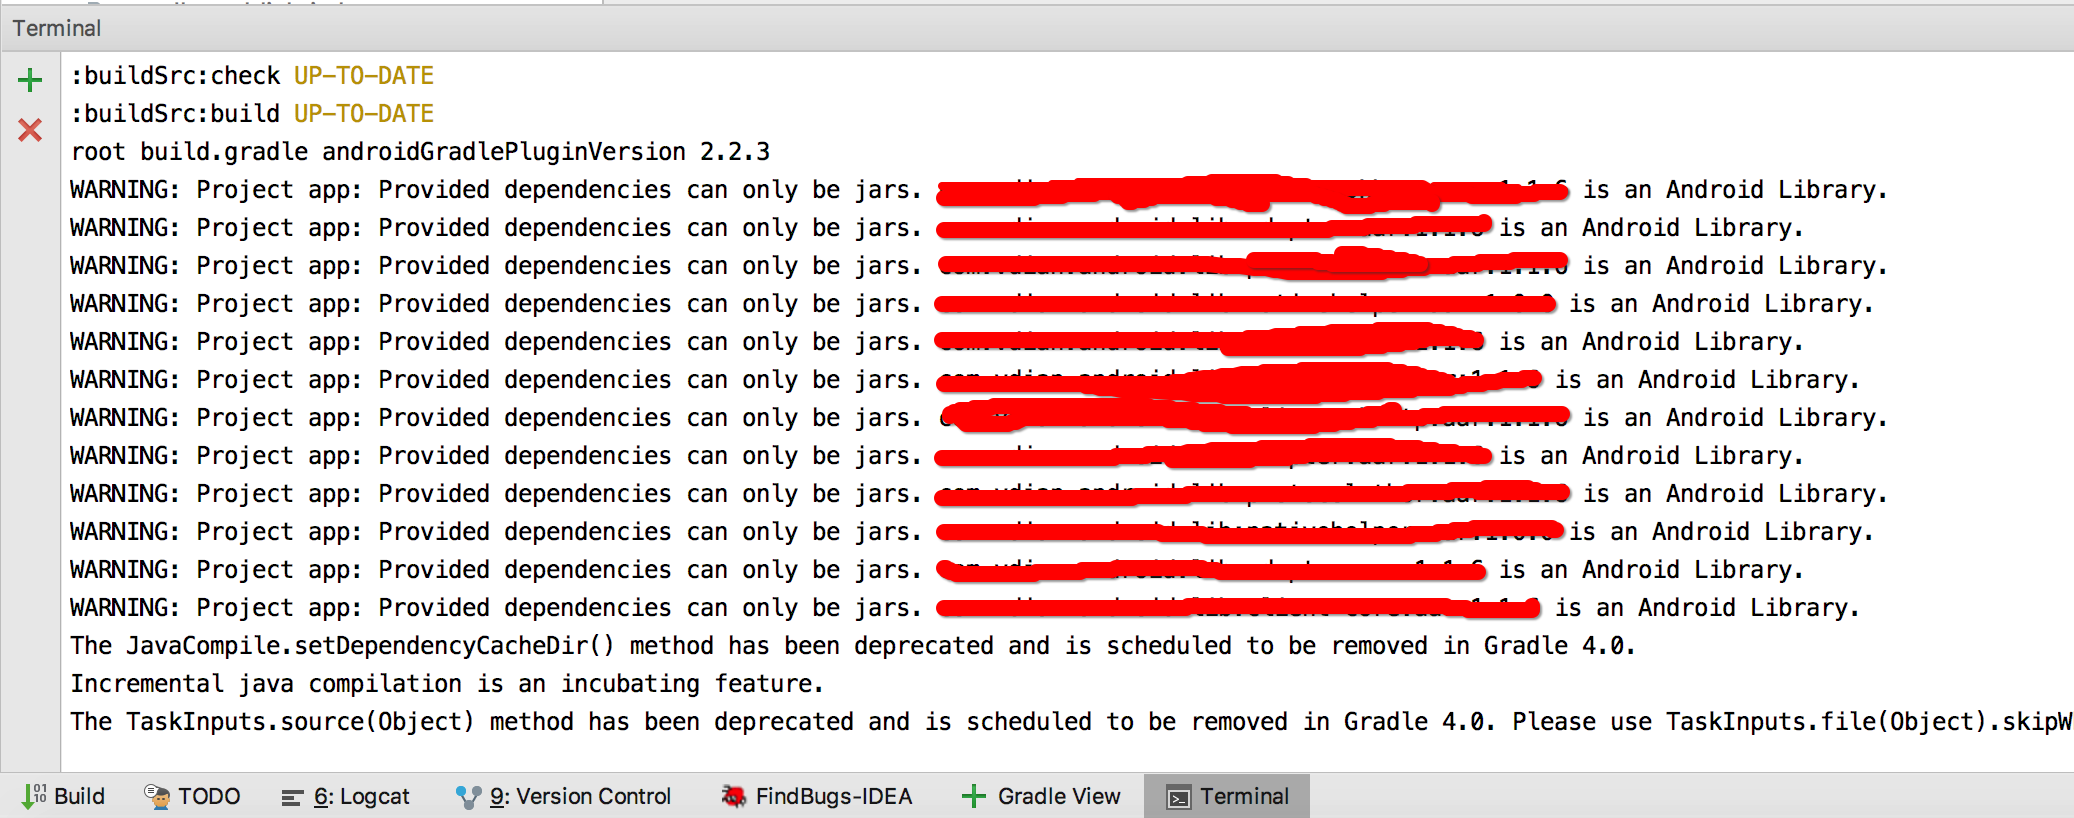 Terminal
:buildSrc:check UP-TO-DATE
:buildSrc:build UP-TO-DATE
root build.gradle androidGradlePluginVersion 2.2.3
WARNING: Project app: Provided dependencies can only be jars. is an Android Library.
WARNING: Project app: Provided dependencies can only be jars. is an Android Library.
WARNING: Project app: Provided dependencies can only be jars. is an Android Library.
WARNING: Project app: Provided dependencies can only be jars. is an Android Library.
WARNING: Project app: Provided dependencies can only be jars. is an Android Library.
WARNING: Project app: Provided dependencies can only be jars. is an Android Library.
WARNING: Project app: Provided dependencies can only be jars. is an Android Library.
WARNING: Project app: Provided dependencies can only be jars. is an Android Library.
WARNING: Project app: Provided dependencies can only be jars. is an Android Library.
WARNING: Project app: Provided dependencies can only be jars. is an Android Library.
WARNING: Project app: Provided dependencies can only be jars. is an Android Library.
WARNING: Project app: Provided dependencies can only be jars. is an Android Library.
The JavaCompile.setDependencyCacheDir() method has been deprecated and is scheduled to be removed in Gradle 4.0.
Incremental java compilation is an incubating feature.
The TaskInputs.source(Object) method has been deprecated and is scheduled to be removed in Gradle 4.0. Please use TaskInputs.file(Object).skipW
Build TODO 6: Logcat 9: Version Control FindBugs-IDEA Gradle View Terminal